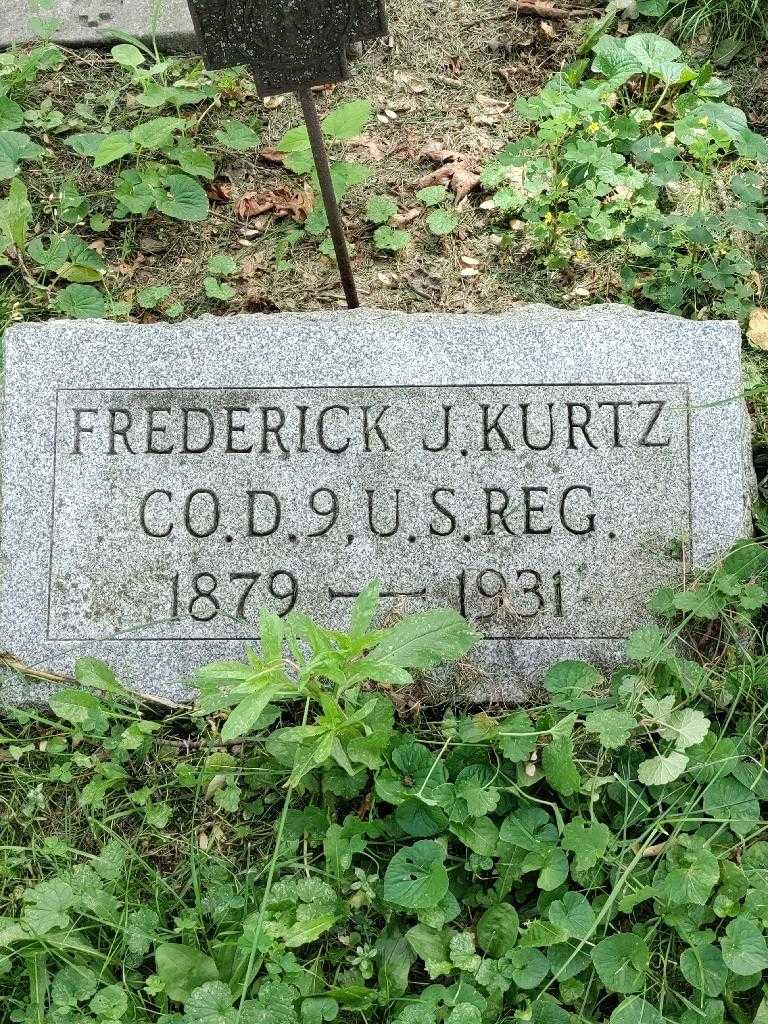 FREDERICK J. KURTZ
CO. D. 9, U. S. REG.
1879 — 1931